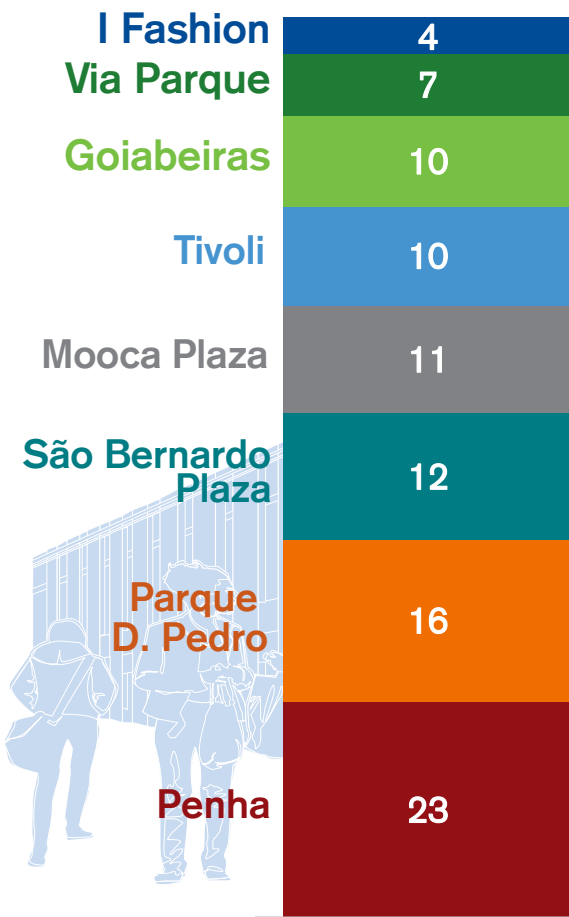 I Fashion 4
Via Parque 7
Goiabeiras 10
Tivoli 10
Mooca Plaza 11
São Bernardo
Plaza 12
Parque
D. Pedro 16
Penha 23